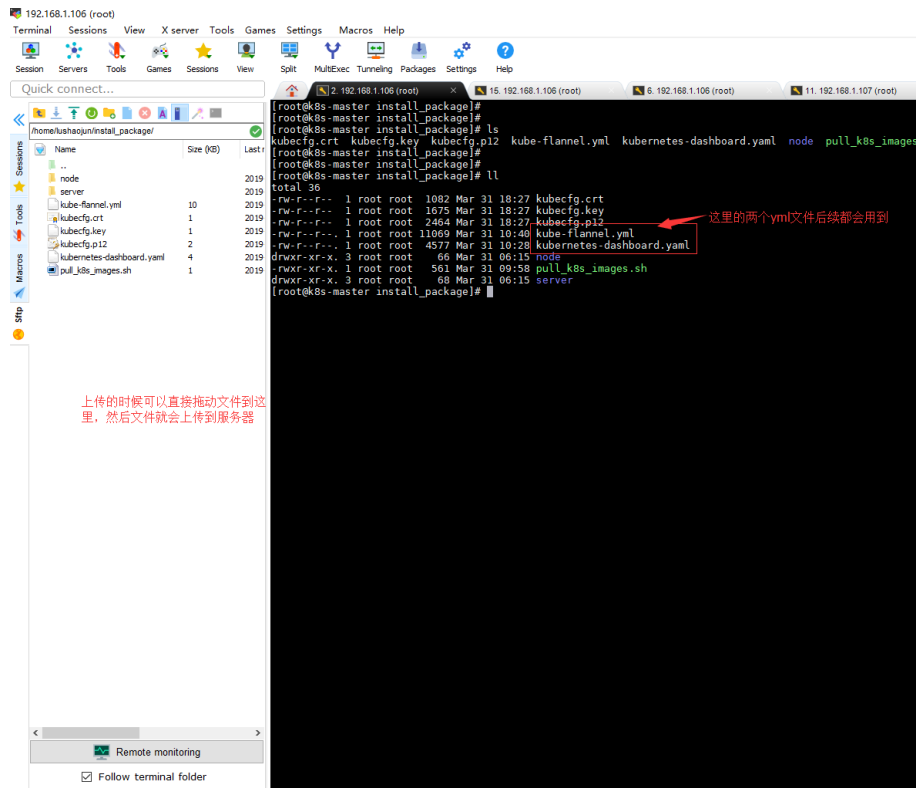 192.168.1.106 (root)
Terminal Sessions View X server Tools Games Settings Macros Help
Session Servers Tools Games Sessions View Split MultiExec Tunneling Packages Settings Help
Quick connect...
2. 192.168.1.106 (root) × 15. 192.168.1.106 (root) 6. 192.168.1.106 (root) 11. 192.168.1.107 (root)
Sessions
Tools
Macros
Sftp
/home/lushaojun/install_package/
Name Size (KB) Last r
..
node 2019
server 2019
kube-flannel.yml 10 2019
kubecfg.crt 1 2019
kubecfg.key 1 2019
kubecfg.p12 2 2019
kubernetes-dashboard.yaml 4 2019
pull_k8s_images.sh 1 2019
上传的时候可以直接拖动文件到这
里，然后文件就会上传到服务器
Remote monitoring
Follow terminal folder
[root@k8s-master install_package]#
[root@k8s-master install_package]#
[root@k8s-master install_package]# ls
kubecfg.crt kubecfg.key kubecfg.p12 kube-flannel.yml kubernetes-dashboard.yaml node pull_k8s_images
[root@k8s-master install_package]#
[root@k8s-master install_package]#
[root@k8s-master install_package]# ll
total 36
-rw-r--r-- 1 root root 1082 Mar 31 18:27 kubecfg.crt
-rw-r--r-- 1 root root 1675 Mar 31 18:27 kubecfg.key
-rw-r--r-- 1 root root 2464 Mar 31 18:27 kubecfg.p12
-rw-r--r--. 1 root root 11069 Mar 31 10:40 kube-flannel.yml
-rw-r--r--. 1 root root 4577 Mar 31 10:28 kubernetes-dashboard.yaml
drwxr-xr-x. 3 root root 66 Mar 31 06:15 node
-rwxr-xr-x. 1 root root 561 Mar 31 09:58 pull_k8s_images.sh
drwxr-xr-x. 3 root root 68 Mar 31 06:15 server
[root@k8s-master install_package]#
这里的两个yml文件后续都会用到